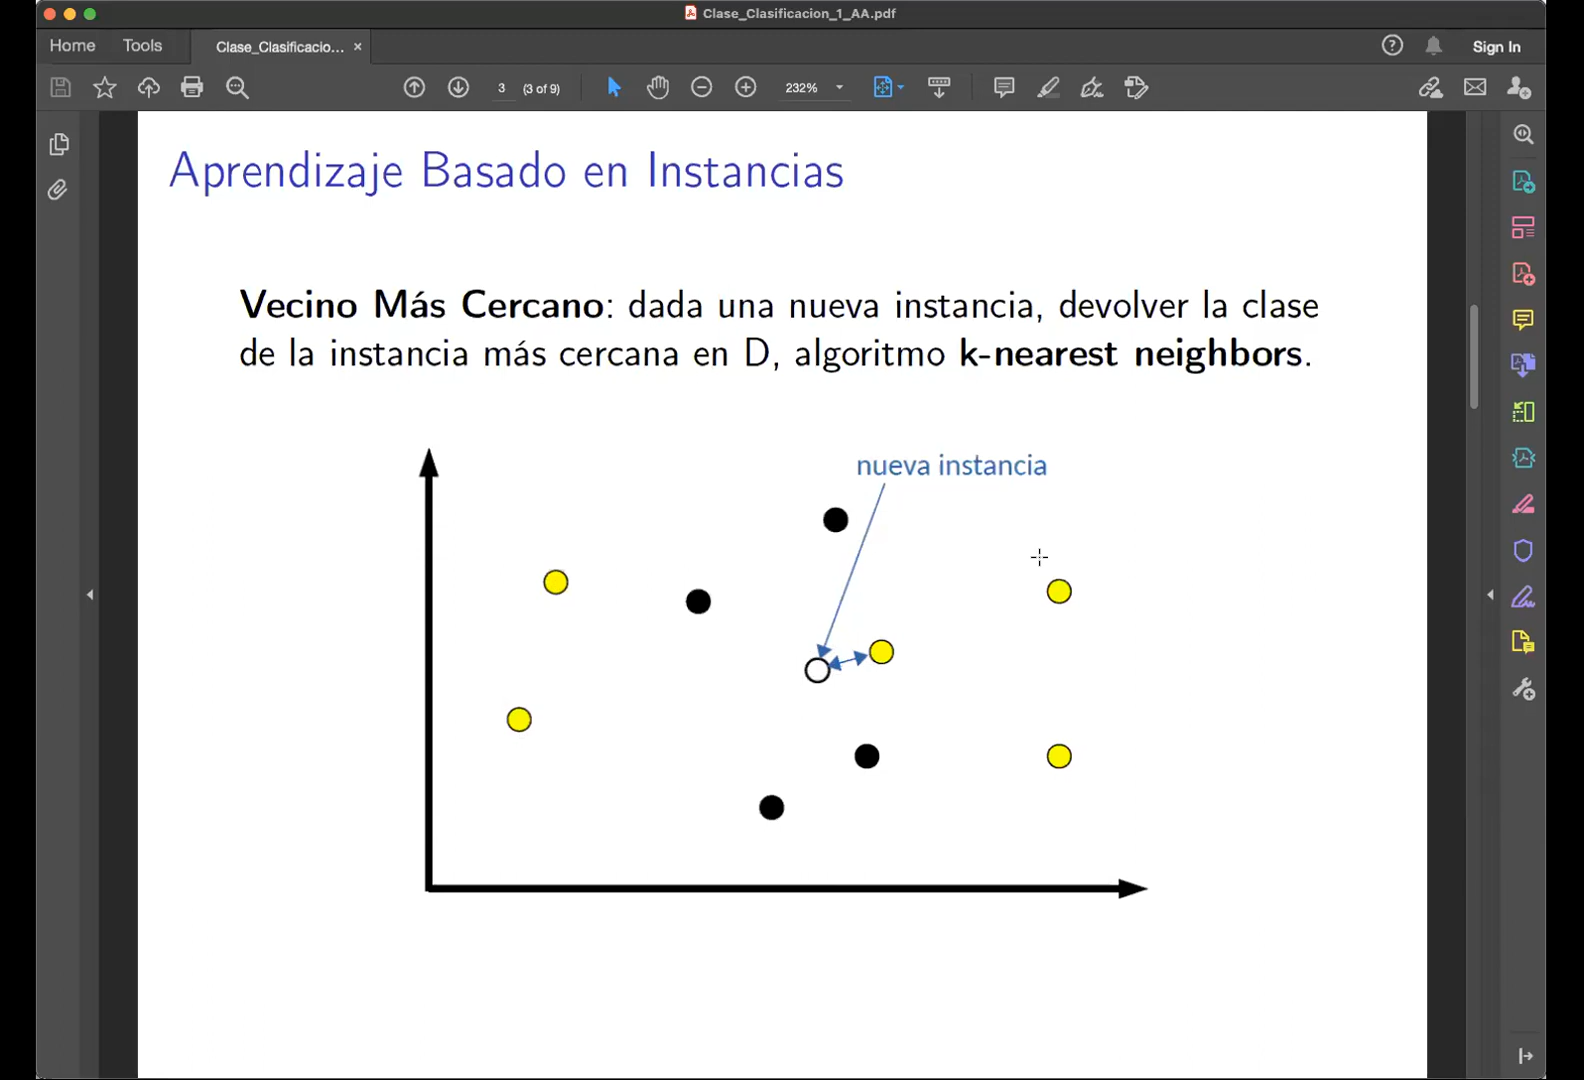 Clase_Clasificacion_1_AA.pdf
Home Tools Clase_Clasificacio... × Sign In
3 (3 of 9) 232%
Aprendizaje Basado en Instancias
Vecino Más Cercano: dada una nueva instancia, devolver la clase
de la instancia más cercana en D, algoritmo k-nearest neighbors.
nueva instancia